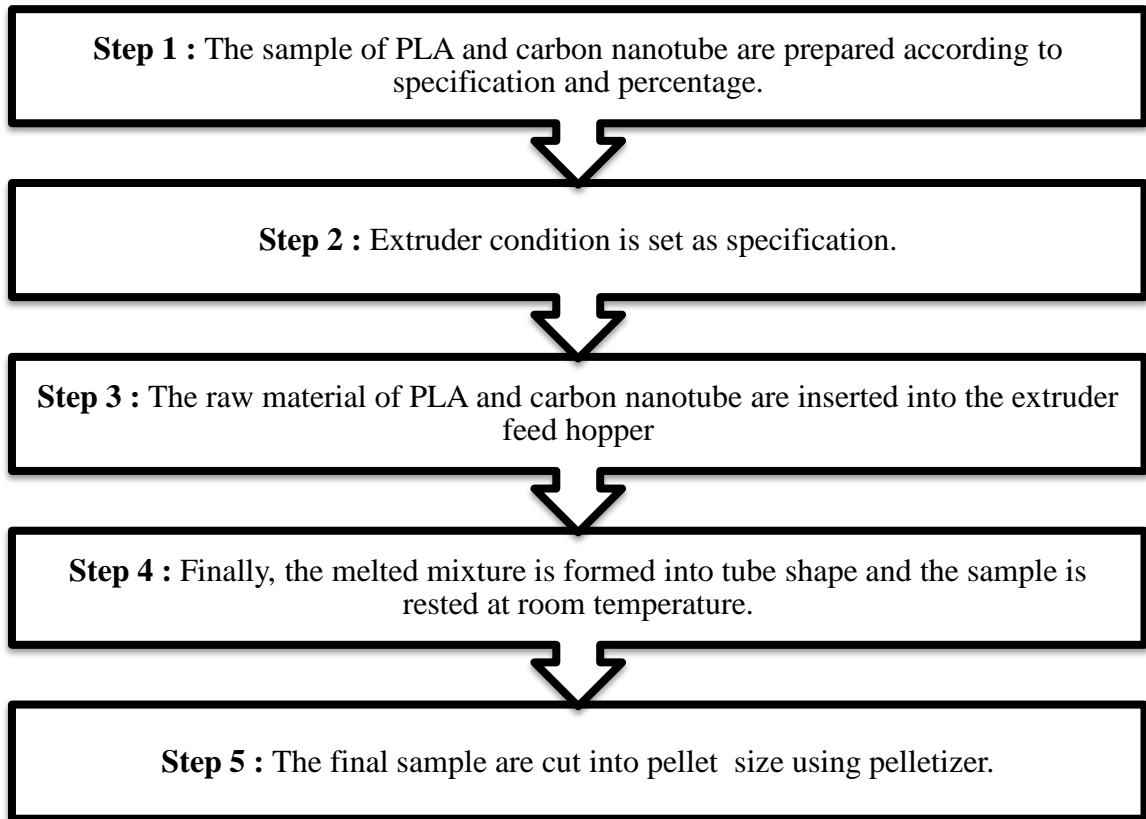 Step 1 : The sample of PLA and carbon nanotube are prepared according to
specification and percentage.
Step 2 : Extruder condition is set as specification.
Step 3 : The raw material of PLA and carbon nanotube are inserted into the extruder
feed hopper
Step 4 : Finally, the melted mixture is formed into tube shape and the sample is
rested at room temperature.
Step 5 : The final sample are cut into pellet  size using pelletizer.